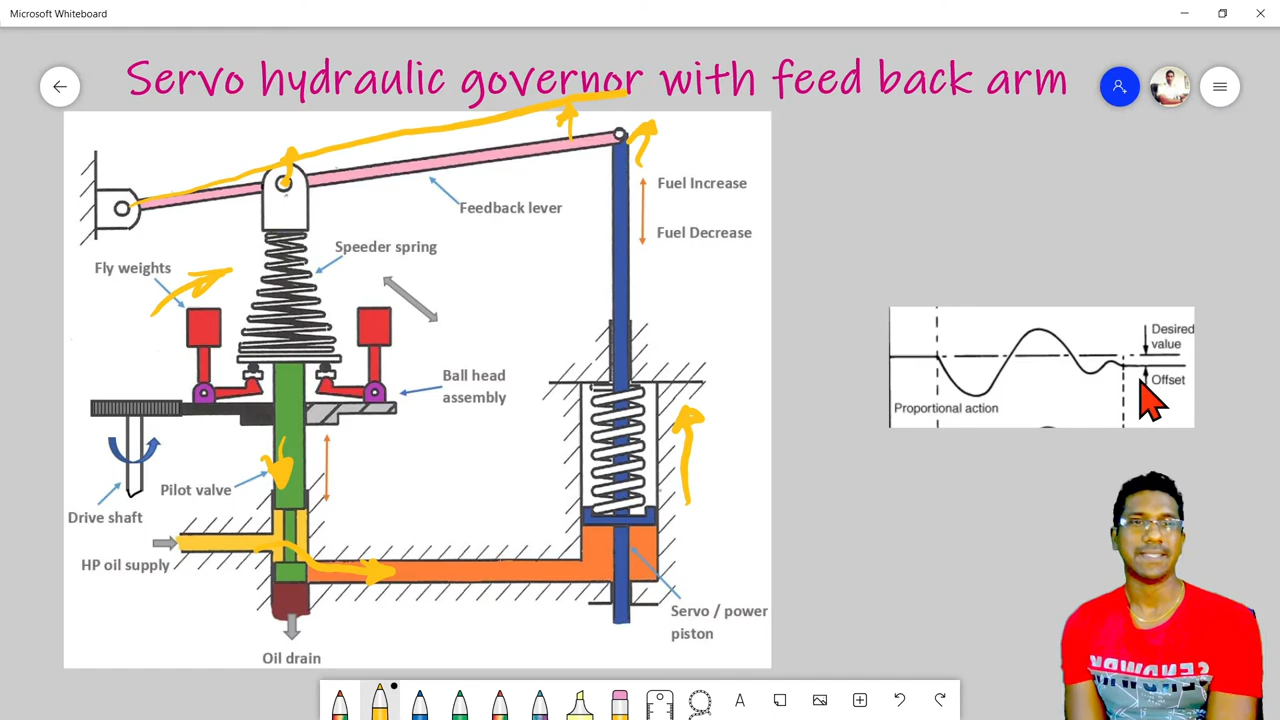 Microsoft Whiteboard
Servo hydraulic governor with feed back arm
Fuel Increase
Feedback lever
Fuel Decrease
Speeder spring
Fly weights
Desired
value
Offset
Proportional action
Ball head
assembly
Pilot valve
Drive shaft
HP oil supply
Servo / power
piston
Oil drain